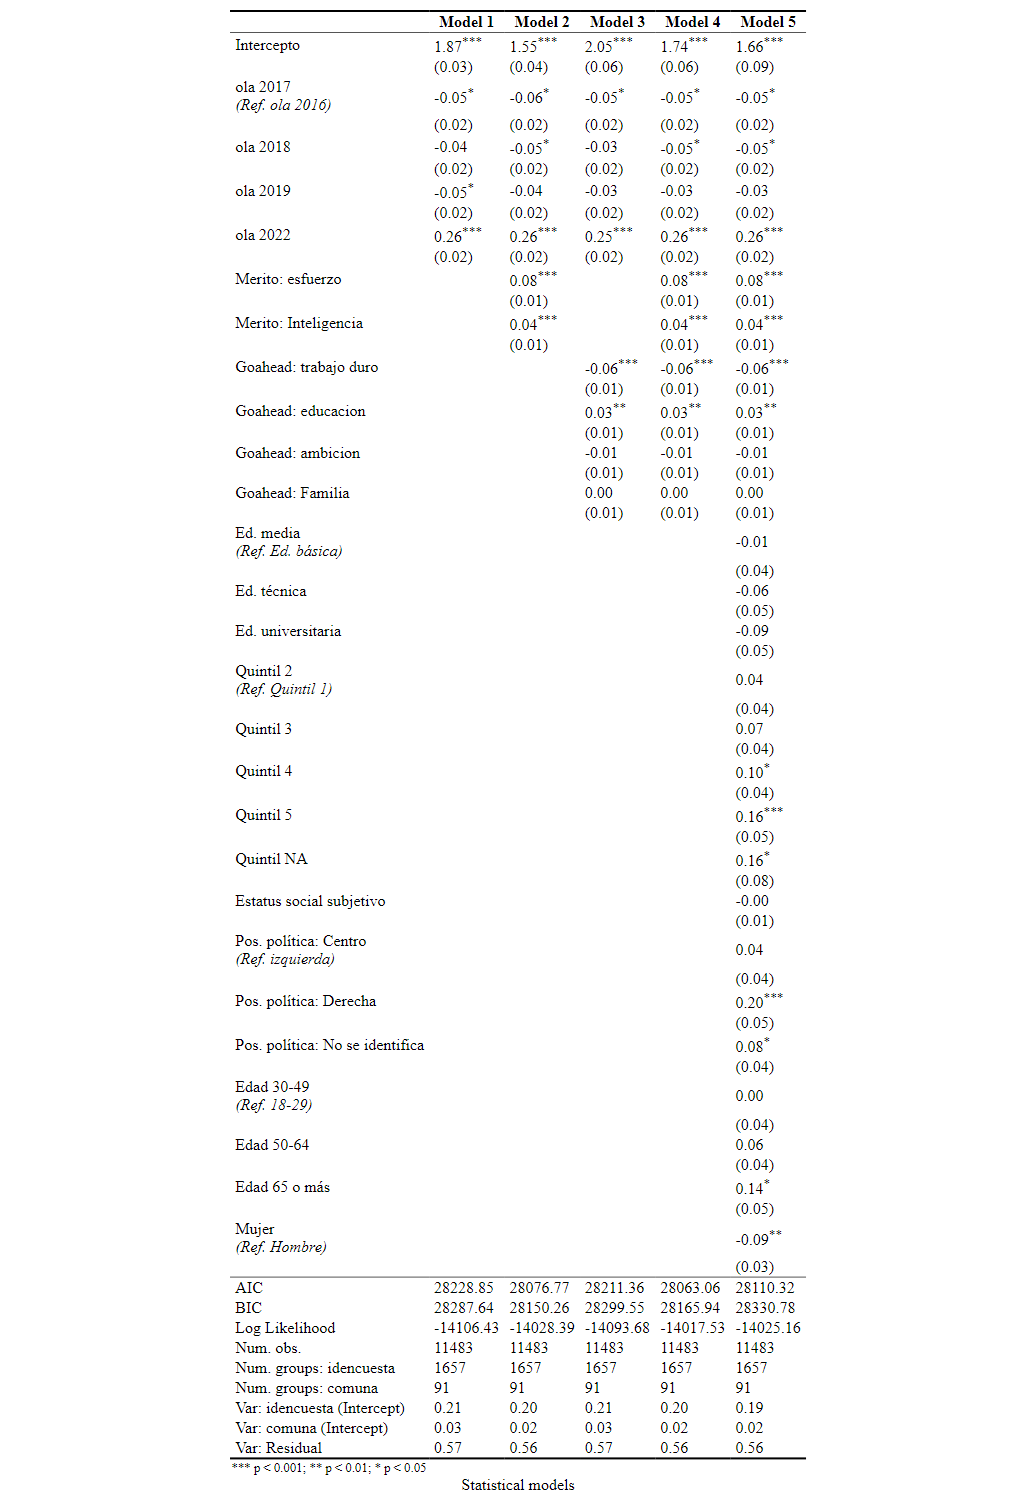 Model 1 Model 2 Model 3 Model 4 Model 5
Intercepto 1.87*** 1.55*** 2.05*** 1.74*** 1.66***
(0.03) (0.04) (0.06) (0.06) (0.09)
ola 2017
(Ref. ola 2016) -0.05* -0.06* -0.05* -0.05* -0.05*
(0.02) (0.02) (0.02) (0.02) (0.02)
ola 2018 -0.04 -0.05* -0.03 -0.05* -0.05*
(0.02) (0.02) (0.02) (0.02) (0.02)
ola 2019 -0.05* -0.04 -0.03 -0.03 -0.03
(0.02) (0.02) (0.02) (0.02) (0.02)
ola 2022 0.26*** 0.26*** 0.25*** 0.26*** 0.26***
(0.02) (0.02) (0.02) (0.02) (0.02)
Merito: esfuerzo 0.08*** 0.08*** 0.08***
(0.01) (0.01) (0.01)
Merito: Inteligencia 0.04*** 0.04*** 0.04***
(0.01) (0.01) (0.01)
Goahead: trabajo duro -0.06*** -0.06*** -0.06***
(0.01) (0.01) (0.01)
Goahead: educacion 0.03** 0.03** 0.03**
(0.01) (0.01) (0.01)
Goahead: ambicion -0.01 -0.01 -0.01
(0.01) (0.01) (0.01)
Goahead: Familia 0.00 0.00 0.00
(0.01) (0.01) (0.01)
Ed. media
(Ref. Ed. básica) -0.01
(0.04)
Ed. técnica -0.06
(0.05)
Ed. universitaria -0.09
(0.05)
Quintil 2
(Ref. Quintil 1) 0.04
(0.04)
Quintil 3 0.07
(0.04)
Quintil 4 0.10*
(0.04)
Quintil 5 0.16***
(0.05)
Quintil NA 0.16*
(0.08)
Estatus social subjetivo -0.00
(0.01)
Pos. política: Centro
(Ref. izquierda) 0.04
(0.04)
Pos. política: Derecha 0.20***
(0.05)
Pos. política: No se identifica 0.08*
(0.04)
Edad 30-49
(Ref. 18-29) 0.00
(0.04)
Edad 50-64 0.06
(0.04)
Edad 65 o más 0.14*
(0.05)
Mujer
(Ref. Hombre) -0.09**
(0.03)
AIC 28228.85 28076.77 28211.36 28063.06 28110.32
BIC 28287.64 28150.26 28299.55 28165.94 28330.78
Log Likelihood -14106.43 -14028.39 -14093.68 -14017.53 -14025.16
Num. obs. 11483 11483 11483 11483 11483
Num. groups: idencuesta 1657 1657 1657 1657 1657
Num. groups: comuna 91 91 91 91 91
Var: idencuesta (Intercept) 0.21 0.20 0.21 0.20 0.19
Var: comuna (Intercept) 0.03 0.02 0.03 0.02 0.02
Var: Residual 0.57 0.56 0.57 0.56 0.56
*** p < 0.001; ** p < 0.01; * p < 0.05
Statistical models